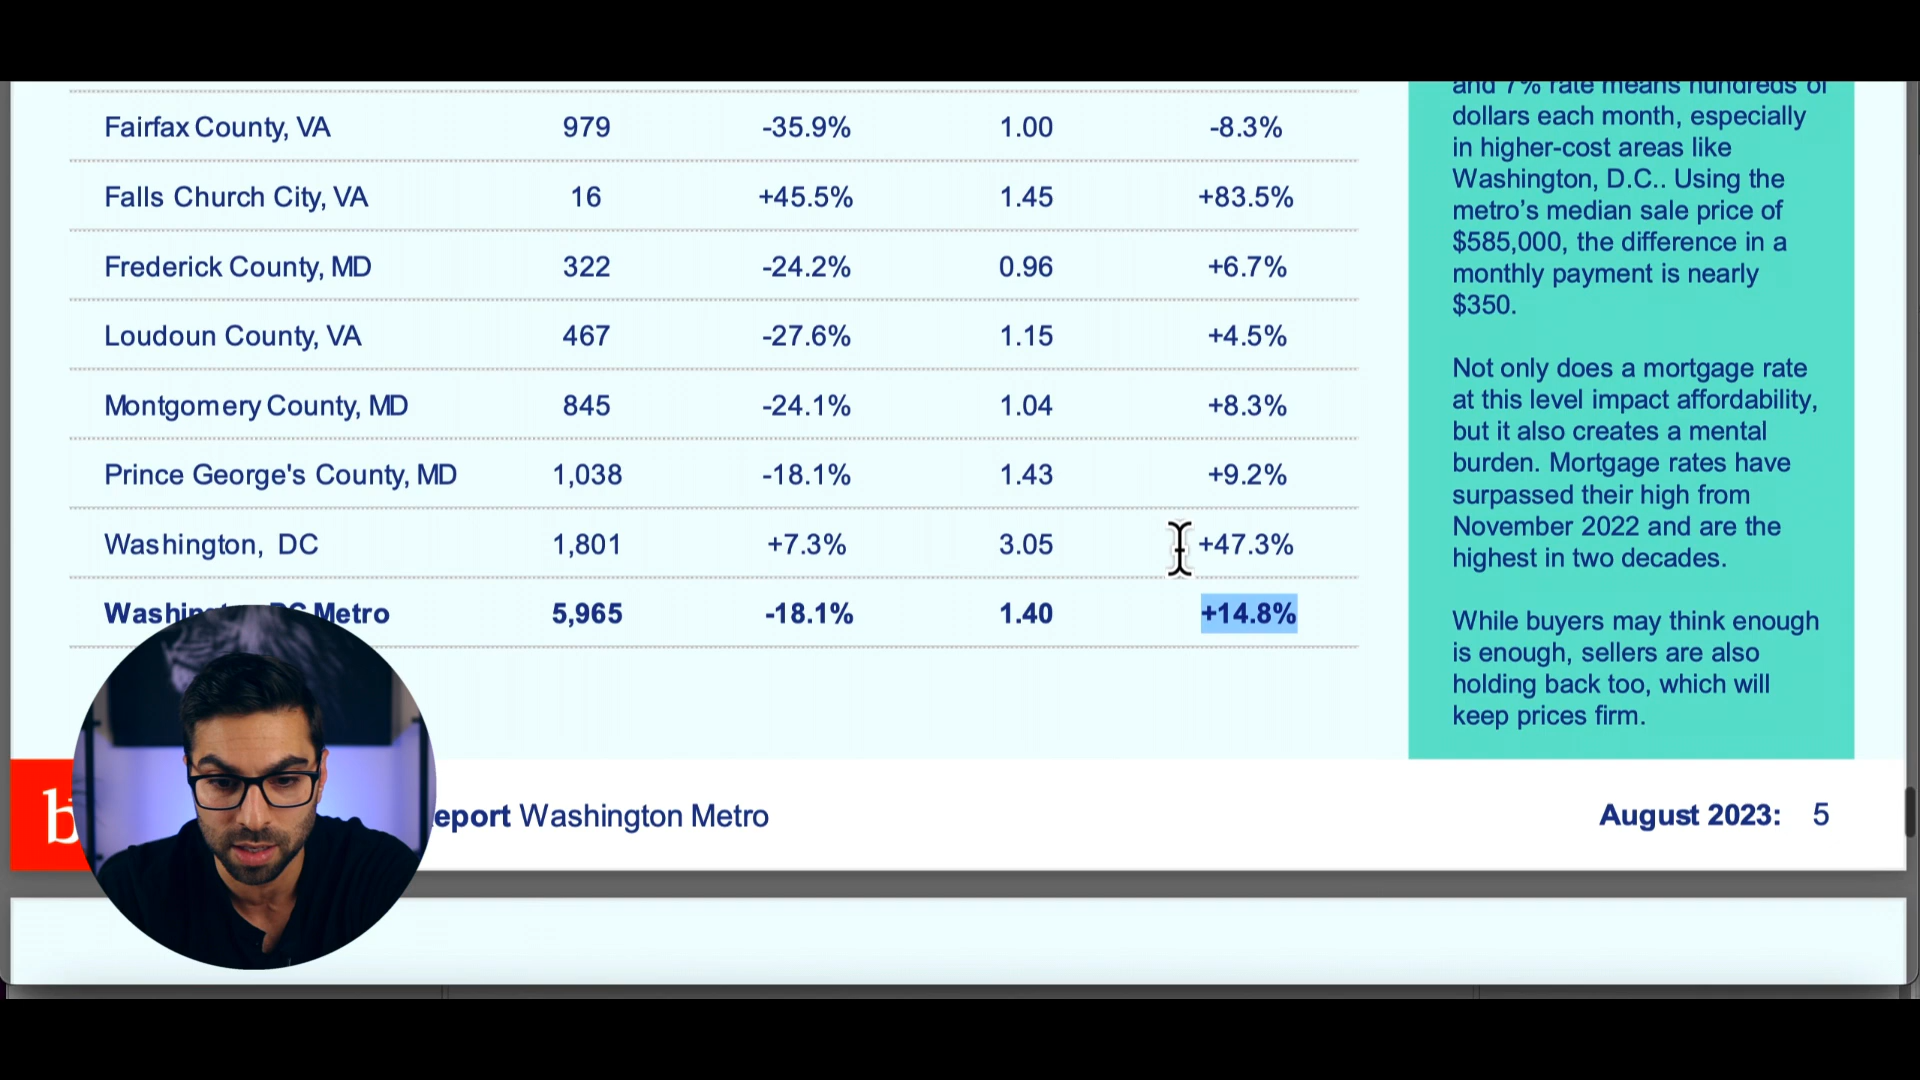 Fairfax County, VA 979 -35.9% 1.00 -8.3%
Falls Church City, VA 16 +45.5% 1.45 +83.5%
Frederick County, MD 322 -24.2% 0.96 +6.7%
Loudoun County, VA 467 -27.6% 1.15 +4.5%
Montgomery County, MD 845 -24.1% 1.04 +8.3%
Prince George's County, MD 1,038 -18.1% 1.43 +9.2%
Washington, DC 1,801 +7.3% 3.05 +47.3%
Metro 5,965 -18.1% 1.40 +14.8%
and 7% rate means hundreds of
dollars each month, especially
in higher-cost areas like
Washington, D.C.. Using the
metro’s median sale price of
$585,000, the difference in a
monthly payment is nearly
$350.
Not only does a mortgage rate
at this level impact affordability,
but it also creates a mental
burden. Mortgage rates have
surpassed their high from
November 2022 and are the
highest in two decades.
While buyers may think enough
is enough, sellers are also
holding back too, which will
keep prices firm.
b
eport Washington Metro
August 2023: 5